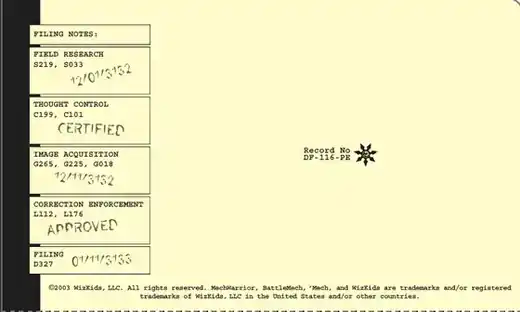 FILING NOTES:
FIELD RESEARCH
S219, S033
12/01/3132
THOUGHT CONTROL
C199, C101
CERTIFIED
IMAGE ACQUISITION
G265, G225, G018
12/11/3132
CORRECTION ENFORCEMENT
L112, L176
APPROVED
FILING
D327 01/11/3133
Record No
DF-116-PE
©2003 WizKids, LLC. All rights reserved. MechWarrior, BattleMech, 'Mech, and WizKids are trademarks and/or registered
trademarks of WizKids, LLC in the United States and/or other countries.